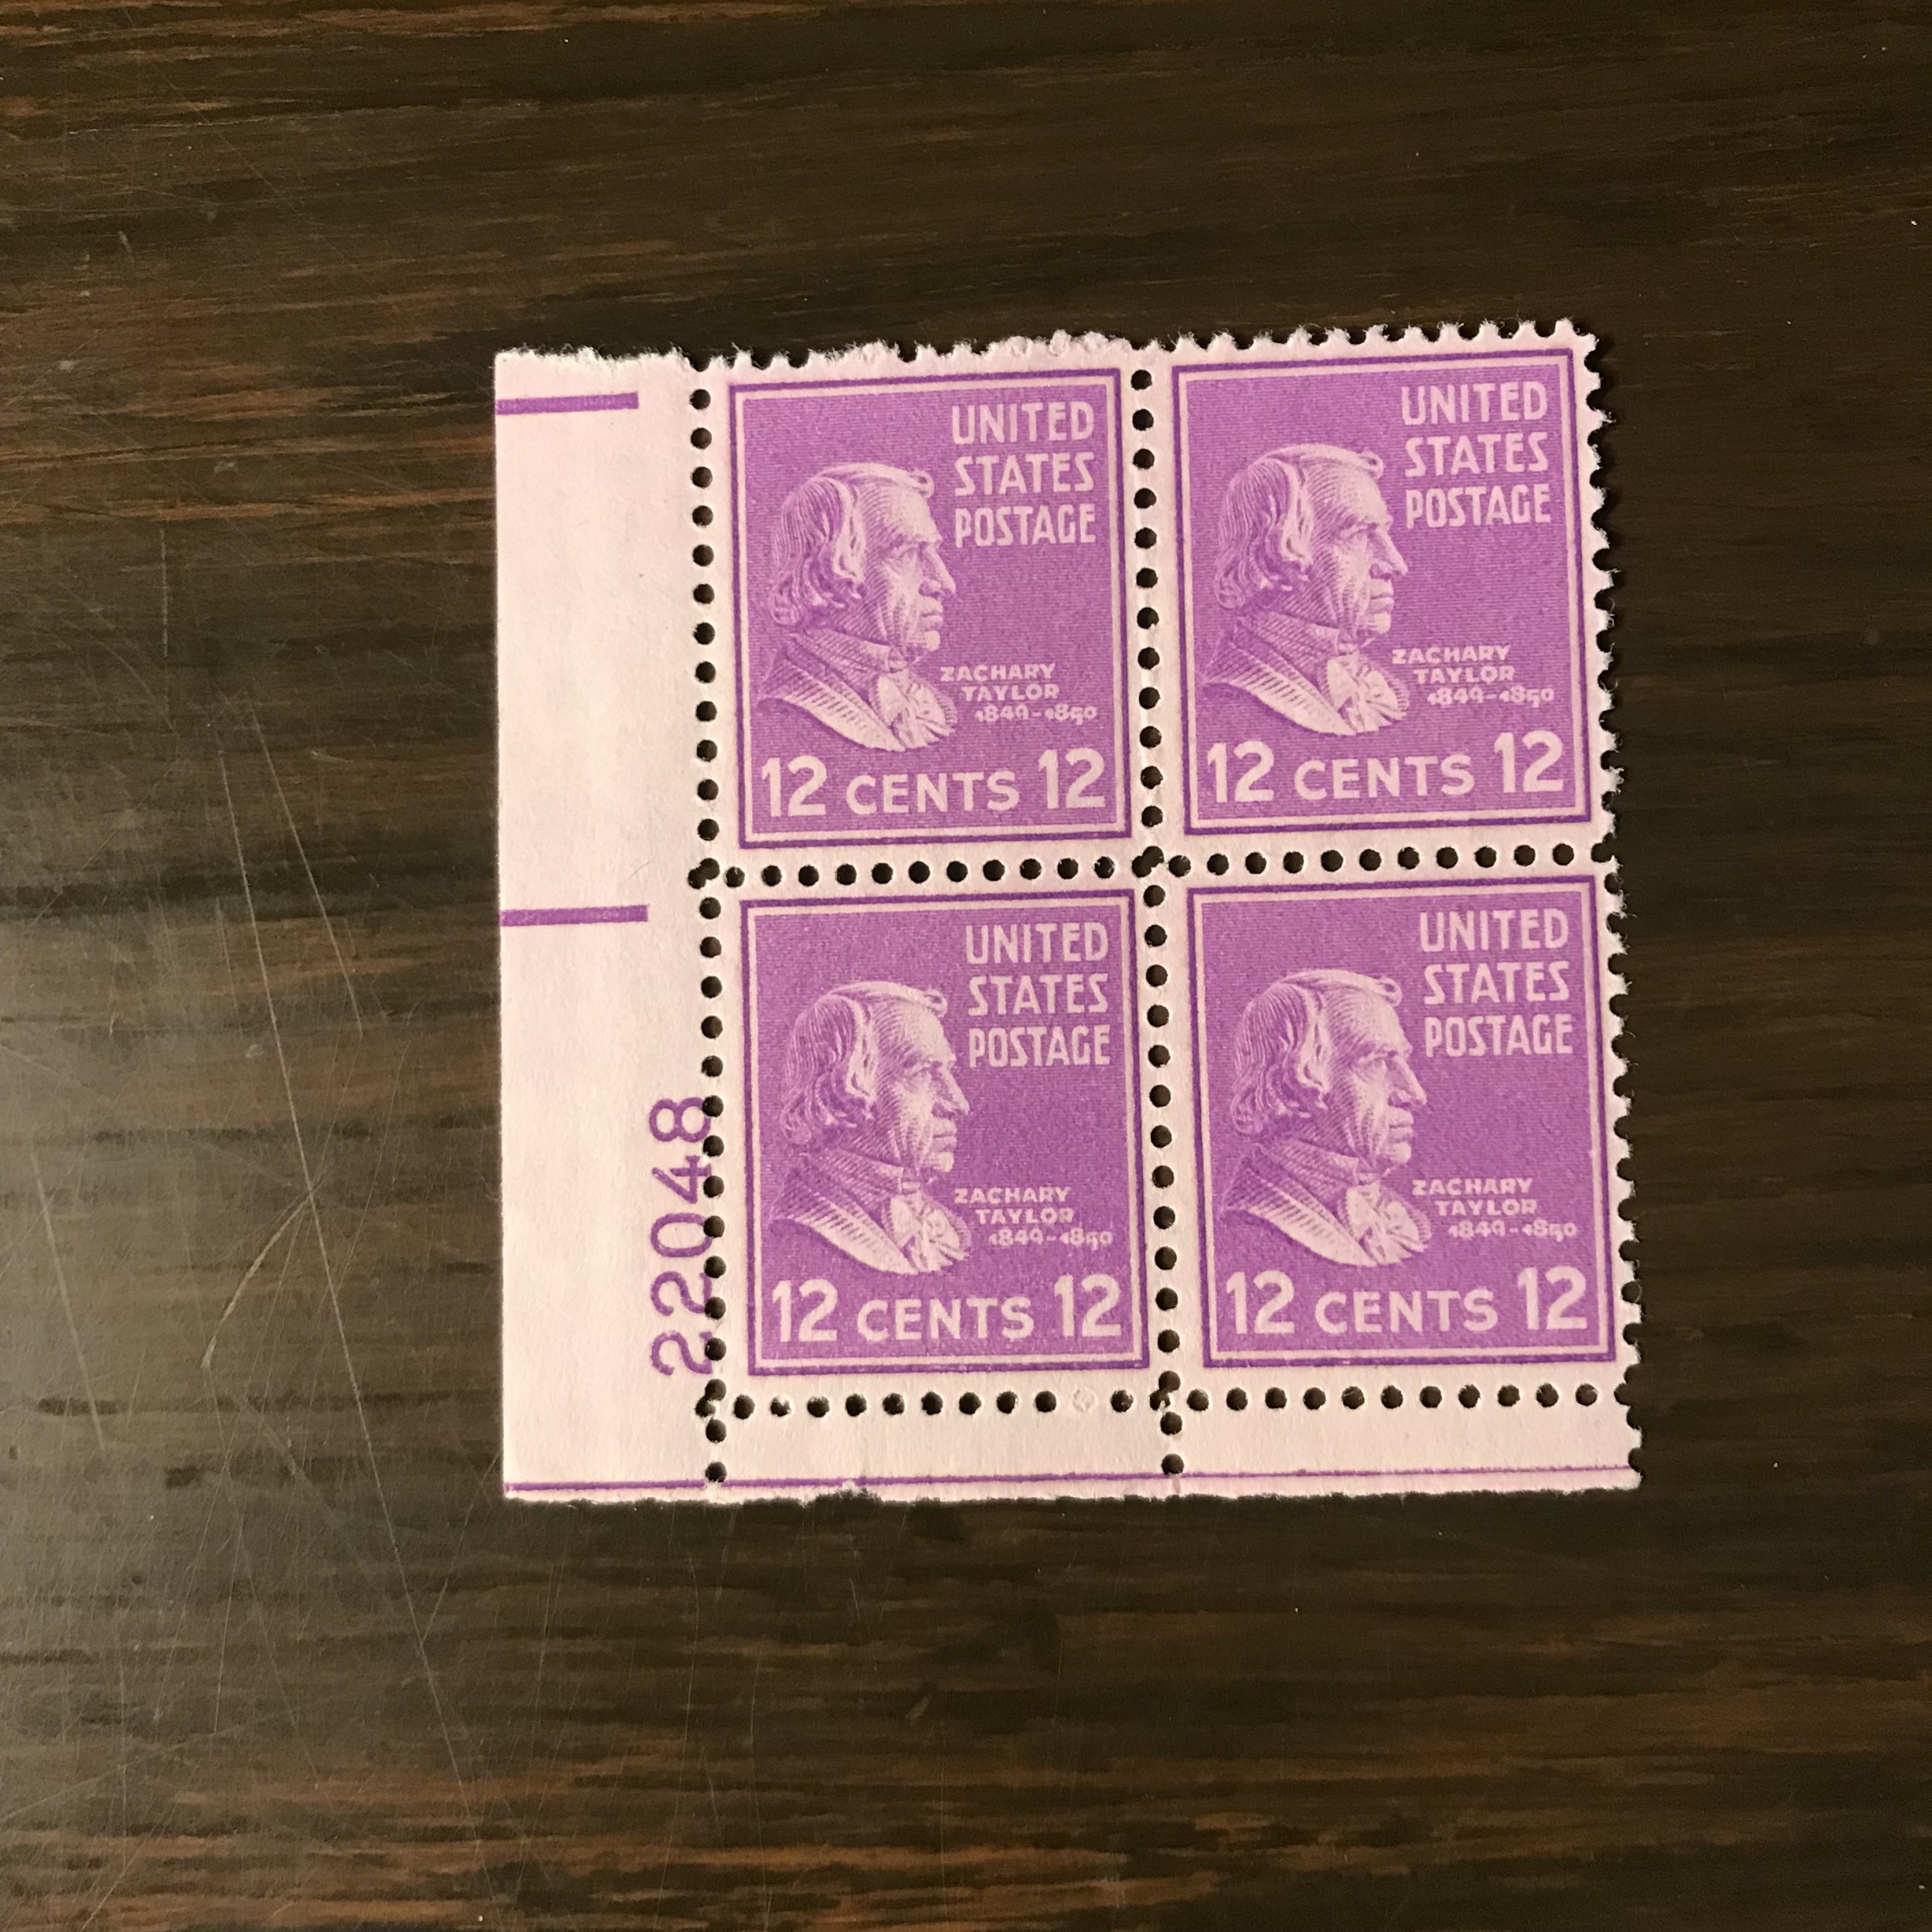 UNITED
STATES
POSTAGE
ZACHARY
TAYLOR
1849-1850
12 CENTS 12
UNITED
STATES
POSTAGE
ZACHARY
TAYLOR
1849-1850
12 CENTS 12
UNITED
STATES
POSTAGE
ZACHARY
TAYLOR
1849-1850
12 CENTS 12
UNITED
STATES
POSTAGE
ZACHARY
TAYLOR
1849-1850
12 CENTS 12
22048